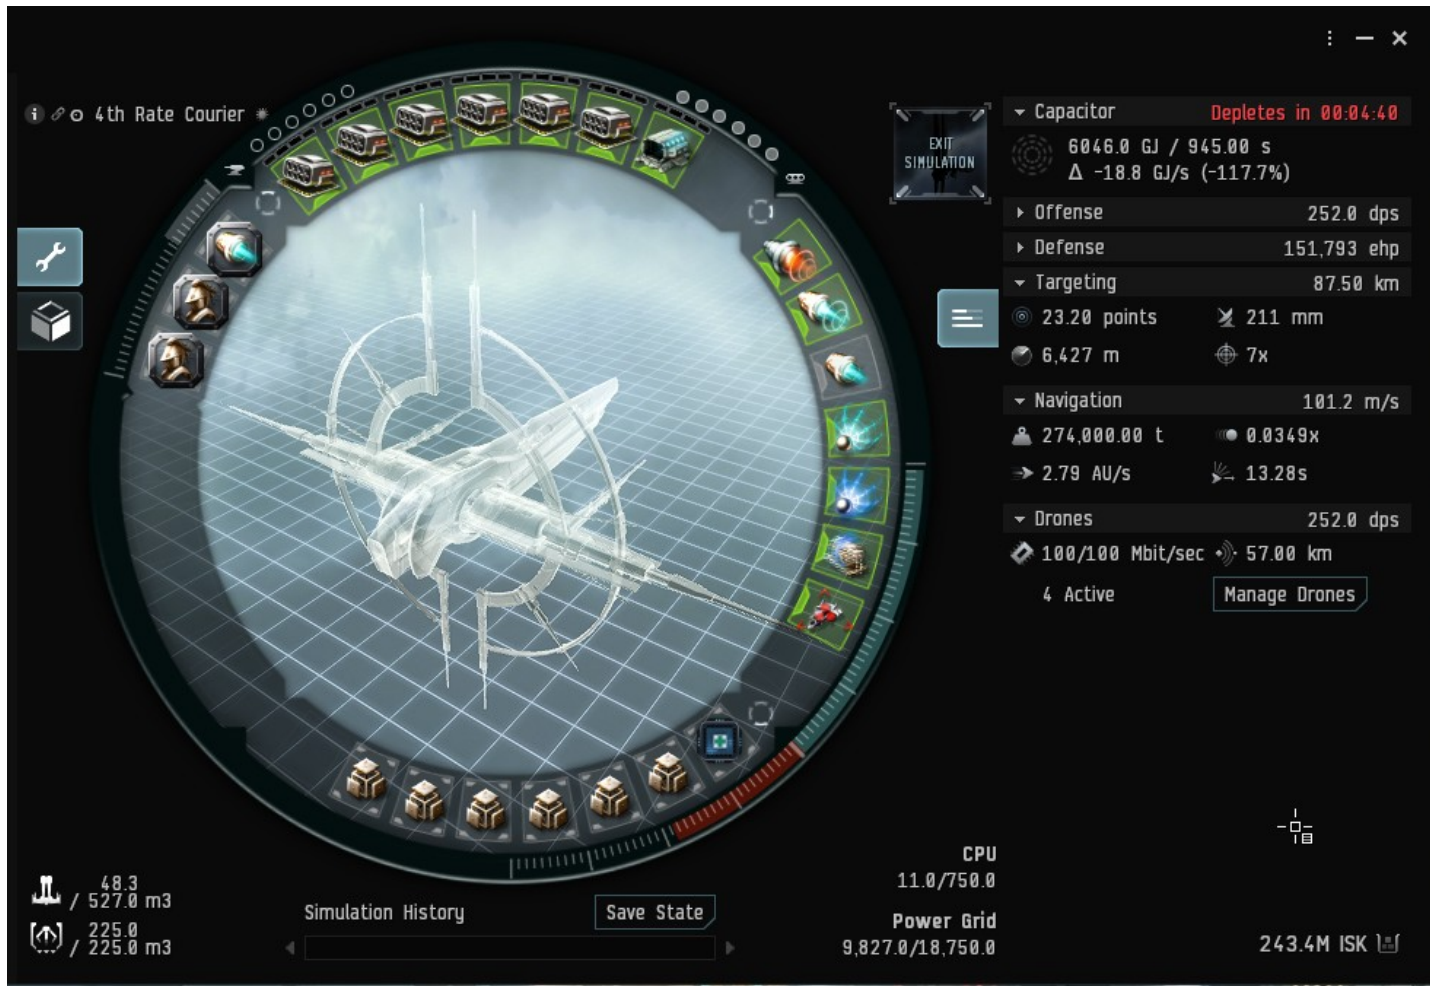 4th Rate Courier
EXIT
SIMULATION
Capacitor Depletes in 00:04:40
6046.0 GJ / 945.00 s
Δ -18.8 GJ/s (-117.7%)
Offense 252.0 dps
Defense 151,793 ehp
Targeting 87.50 km
23.20 points 211 mm
6,427 m 7x
Navigation 101.2 m/s
274,000.00 t 0.0349x
2.79 AU/s 13.28s
Drones 252.0 dps
100/100 Mbit/sec 57.00 km
4 Active Manage Drones
48.3
/ 527.0 m3
225.0
/ 225.0 m3
Simulation History Save State
CPU
11.0/750.0
Power Grid
9,827.0/18,750.0
243.4M ISK